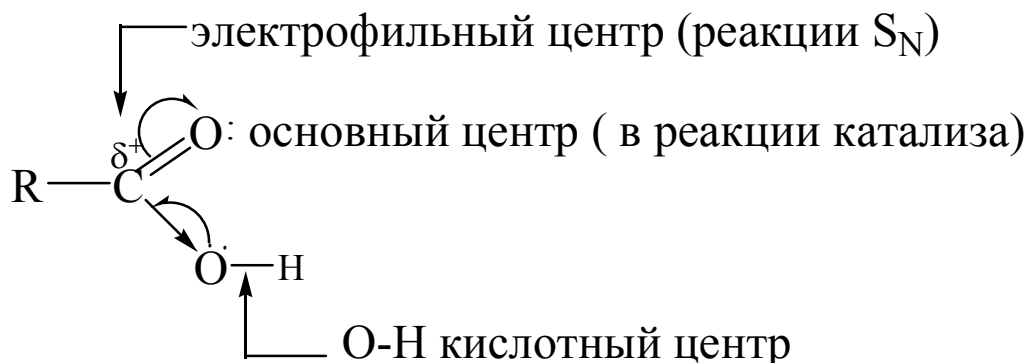 электрофильный центр (реакции S_N)
O: основный центр ( в реакции катализа)
δ+
R C
O H
O-H кислотный центр